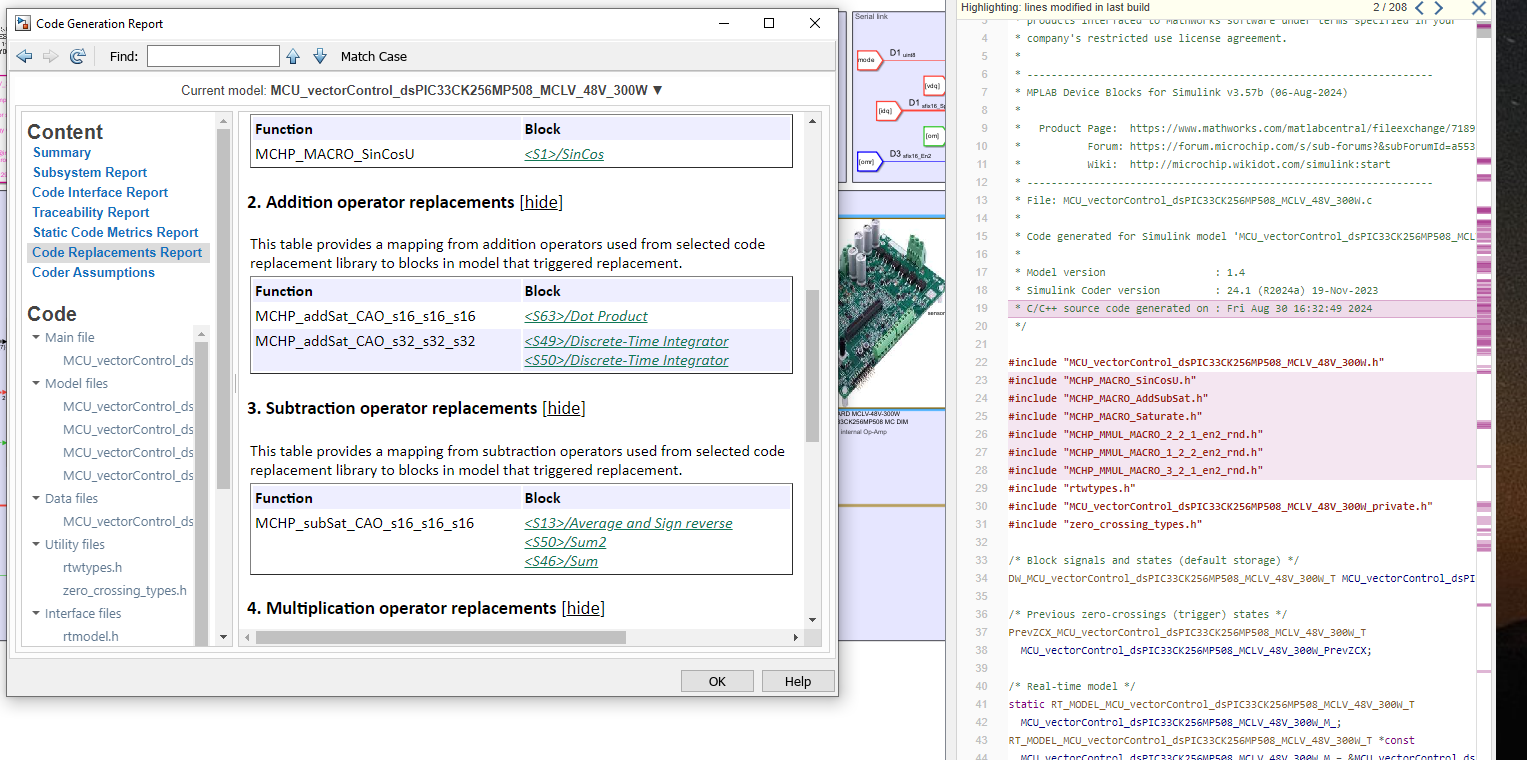 Code Generation Report
Find:
Match Case
Current model: MCU_vectorControl_dsPIC33CK256MP508_MCLV_48V_300W ▼
Content
Summary
Subsystem Report
Code Interface Report
Traceability Report
Static Code Metrics Report
Code Replacements Report
Coder Assumptions
Code
Main file
MCU_vectorControl_ds
Model files
MCU_vectorControl_ds
MCU_vectorControl_ds
MCU_vectorControl_ds
MCU_vectorControl_ds
Data files
MCU_vectorControl_ds
Utility files
rtwtypes.h
zero_crossing_types.h
Interface files
rtmodel.h
Function Block
MCHP_MACRO_SinCosU <S1>/SinCos
2. Addition operator replacements [hide]
This table provides a mapping from addition operators used from selected code
replacement library to blocks in model that triggered replacement.
Function Block
MCHP_addSat_CAO_s16_s16_s16 <S63>/Dot Product
MCHP_addSat_CAO_s32_s32_s32 <S49>/Discrete-Time Integrator
<S50>/Discrete-Time Integrator
3. Subtraction operator replacements [hide]
This table provides a mapping from subtraction operators used from selected code
replacement library to blocks in model that triggered replacement.
Function Block
MCHP_subSat_CAO_s16_s16_s16 <S13>/Average and Sign reverse
<S50>/Sum2
<S46>/Sum
4. Multiplication operator replacements [hide]
OK
Help
Serial link
mode
D1 uint8
[vdq]
[idq]
D1
[om]
[omr]
D3 sfix16_En2
sensor
ARD MCLV-48V-300W
33CK256MP508 MC DIM
internal Op-Amp
Highlighting: lines modified in last build
2 / 208
3 * products interfaced to MathWorks software under terms specified in your
4 * company's restricted use license agreement.
5 *
6 * --------------------------------------------------------------------
7 * MPLAB Device Blocks for Simulink v3.57b (06-Aug-2024)
8 *
9 *   Product Page:  https://www.mathworks.com/matlabcentral/fileexchange/7189
10 *          Forum: https://forum.microchip.com/s/sub-forums?&subForumId=a553
11 *           Wiki:  http://microchip.wikidot.com/simulink:start
12 * --------------------------------------------------------------------
13 * File: MCU_vectorControl_dsPIC33CK256MP508_MCLV_48V_300W.c
14 *
15 * Code generated for Simulink model 'MCU_vectorControl_dsPIC33CK256MP508_MCL
16 *
17 * Model version                  : 1.4
18 * Simulink Coder version         : 24.1 (R2024a) 19-Nov-2023
19 * C/C++ source code generated on : Fri Aug 30 16:32:49 2024
20 */
21
22 #include "MCU_vectorControl_dsPIC33CK256MP508_MCLV_48V_300W.h"
23 #include "MCHP_MACRO_SinCosU.h"
24 #include "MCHP_MACRO_AddSubSat.h"
25 #include "MCHP_MACRO_Saturate.h"
26 #include "MCHP_MMUL_MACRO_2_2_1_en2_rnd.h"
27 #include "MCHP_MMUL_MACRO_1_2_2_en2_rnd.h"
28 #include "MCHP_MMUL_MACRO_3_2_1_en2_rnd.h"
29 #include "rtwtypes.h"
30 #include "MCU_vectorControl_dsPIC33CK256MP508_MCLV_48V_300W_private.h"
31 #include "zero_crossing_types.h"
32
33 /* Block signals and states (default storage) */
34 DW_MCU_vectorControl_dsPIC33CK256MP508_MCLV_48V_300W_T MCU_vectorControl_dsPI
35
36 /* Previous zero-crossings (trigger) states */
37 PrevZCX_MCU_vectorControl_dsPIC33CK256MP508_MCLV_48V_300W_T
38 MCU_vectorControl_dsPIC33CK256MP508_MCLV_48V_300W_PrevZCX;
39
40 /* Real-time model */
41 static RT_MODEL_MCU_vectorControl_dsPIC33CK256MP508_MCLV_48V_300W_T
42 MCU_vectorControl_dsPIC33CK256MP508_MCLV_48V_300W_M_;
43 RT_MODEL_MCU_vectorControl_dsPIC33CK256MP508_MCLV_48V_300W_T *const
44 MCU_vectorControl_dsPIC33CK256MP508_MCLV_48V_300W_M = &MCU_vectorControl_ds